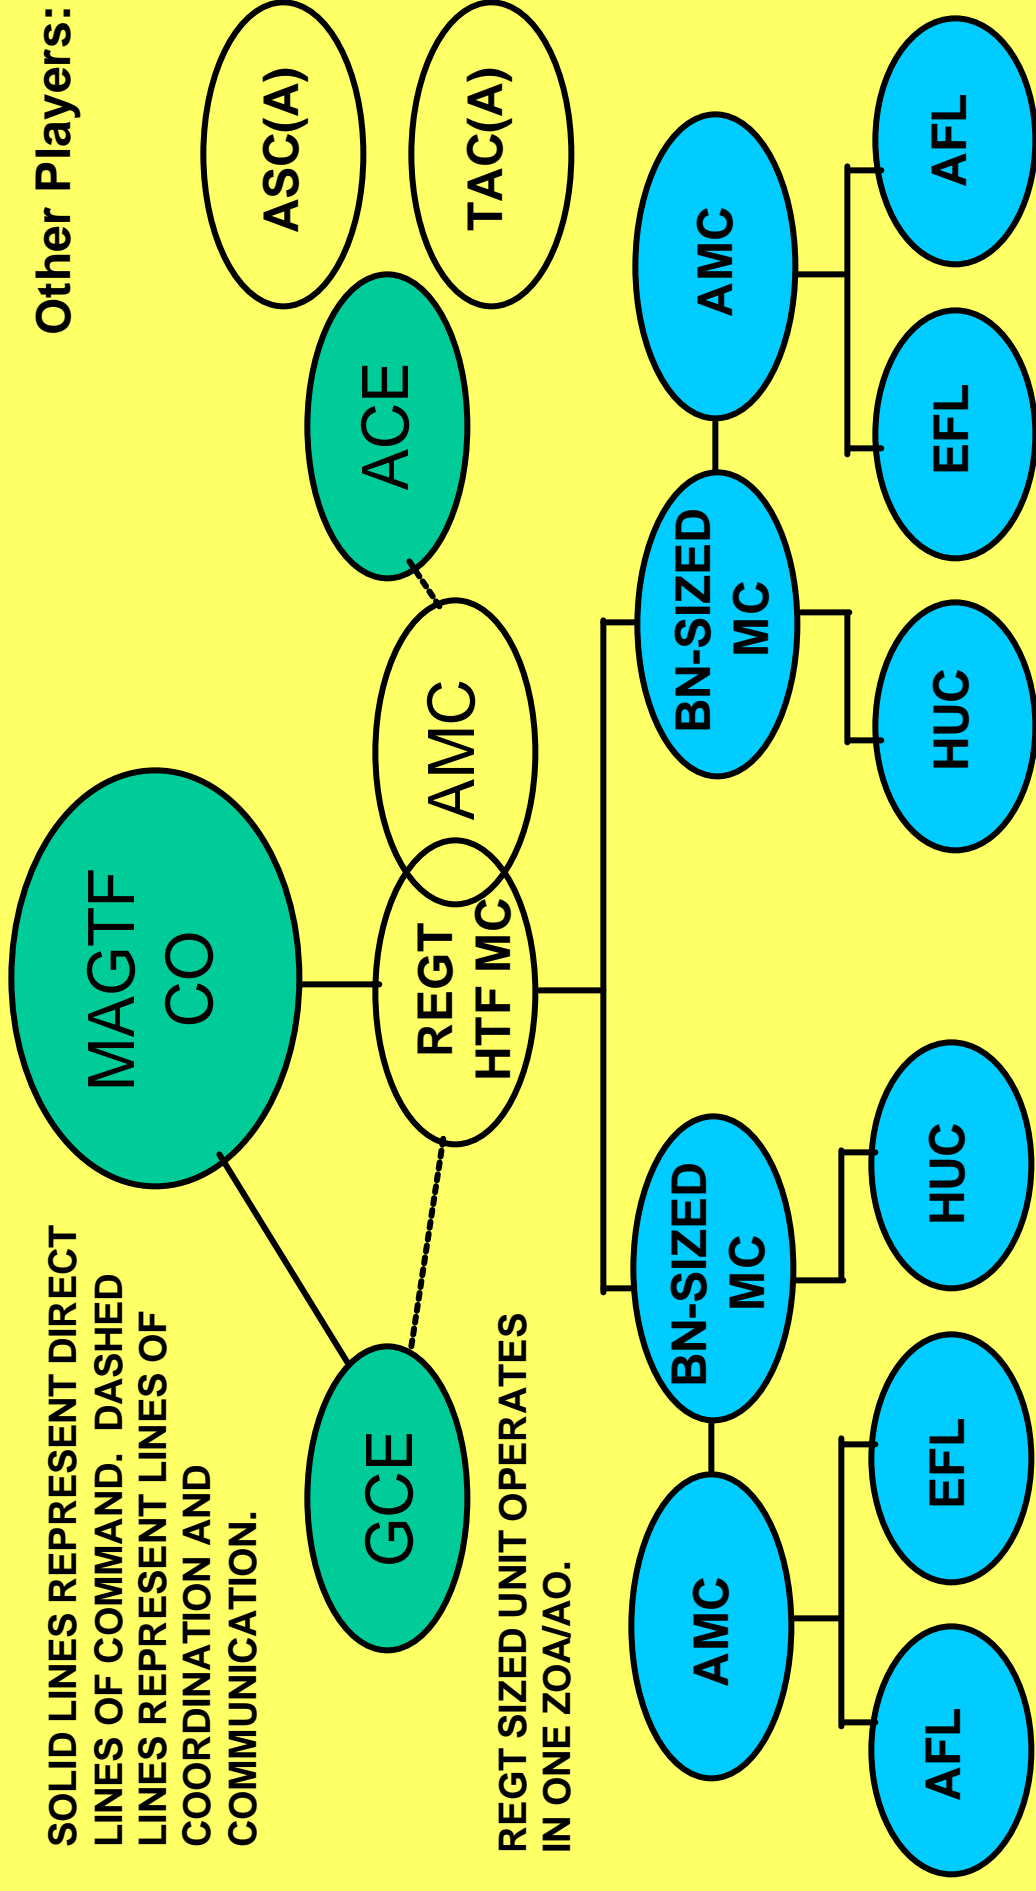 SOLID LINES REPRESENT DIRECT
LINES OF COMMAND. DASHED
LINES REPRESENT LINES OF
COORDINATION AND
COMMUNICATION.
MAGTF
CO
Other Players:
ASC(A)
TAC(A)
GCE
REGT
HTF MC
AMC
ACE
REGT SIZED UNIT OPERATES
IN ONE ZOA/AO.
AMC
BN-SIZED
MC
BN-SIZED
MC
AMC
AFL
EFL
HUC
HUC
EFL
AFL